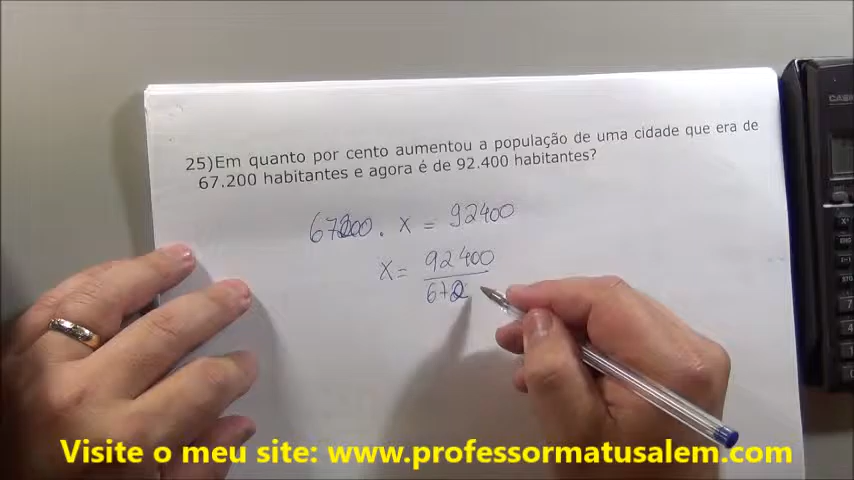 25)Em quanto por cento aumentou a população de uma cidade que era de
67.200 habitantes e agora é de 92.400 habitantes?
67200 . x = 92400
x = 92400
672
CASIO
Visite o meu site: www.professormatusalem.com